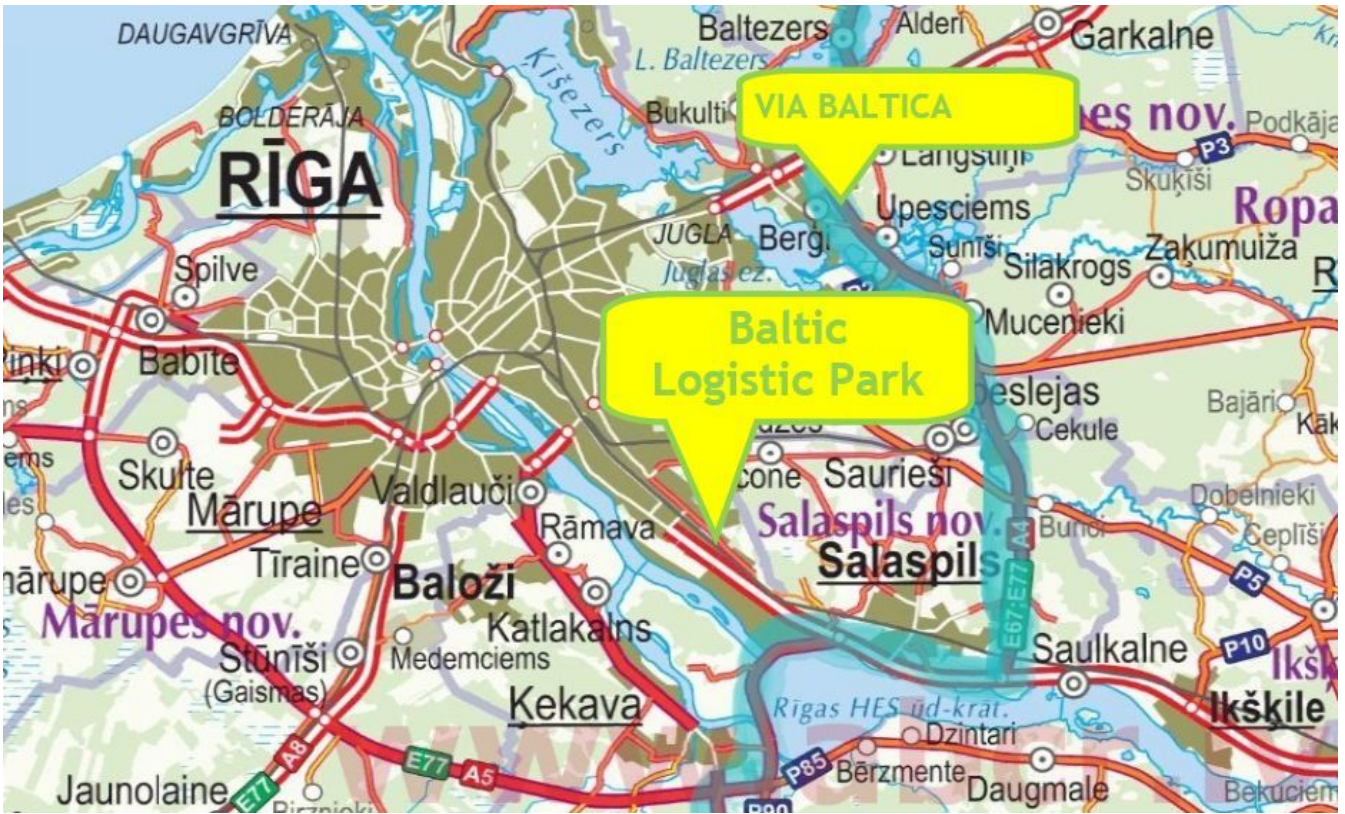 DAUGAVGRĪVA
Baltezers
Alderi
Garkalne
L. Baltezers
Ķīšezers
Bukulti
VIA BALTICA
nov.
Podkāja
P3
BOLDERĀJA
RĪGA
Langstiņi
Skuķīši
Upesciems
Ropa
JUGLA
Berģi
Sunīši
Silakrogs
Zaķumuiža
Juglas ez.
Spilve
Mucenieki
Baltic
Logistic Park
Babīte
Cekule
Bajāri
Saurieši
Skulte
Valdlauči
Mārupe
Rāmava
Salaspils nov.
Dobelnieki
Ceplīši
Tīraine
Baloži
Salaspils
A4
E67;E77
P5
Mārupes nov.
Katlakalns
Stūnīši
(Gaismas)
Medemciems
Saulkalne
P10
Ķekava
Rīgas HES ūd-krāt.
Ikšķile
Dzintari
A8
E77
E77
A5
P85
Bērzmente
Daugmale
Jaunolaine
P90